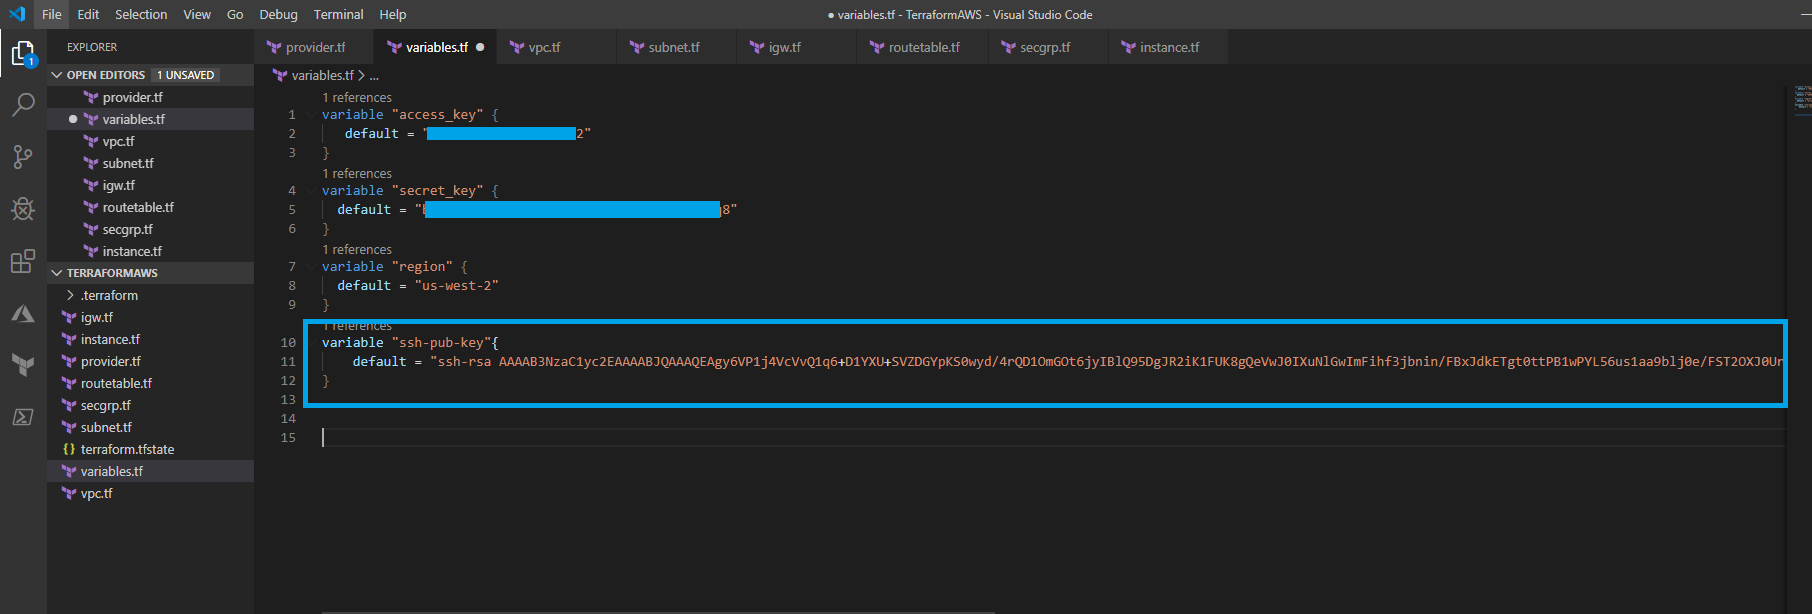 File Edit Selection View Go Debug Terminal Help
● variables.tf - TerraformAWS - Visual Studio Code
1
EXPLORER
OPEN EDITORS 1 UNSAVED
provider.tf
variables.tf
vpc.tf
subnet.tf
igw.tf
routetable.tf
secgrp.tf
instance.tf
TERRAFORMAWS
.terraform
igw.tf
instance.tf
provider.tf
routetable.tf
secgrp.tf
subnet.tf
{} terraform.tfstate
variables.tf
vpc.tf
provider.tf variables.tf ● vpc.tf subnet.tf igw.tf routetable.tf secgrp.tf instance.tf
variables.tf > ...
1 references
1 variable "access_key" {
2 default = " 2"
3 }
1 references
4 variable "secret_key" {
5 default = " 8"
6 }
1 references
7 variable "region" {
8 default = "us-west-2"
9 }
1 references
10 variable "ssh-pub-key"{
11 default = "ssh-rsa AAAAB3NzaC1yc2EAAAABJQAAAQEAgy6VP1j4VcVvQ1q6+D1YXU+SVZDGYpKS0wyd/4rQD1OmGOt6jyIBlQ95DgJR2iK1FUK8gQeVwJ0IXuNlGwImFihf3jbnin/FBxJdkETgt0ttPB1wPYL56us1aa9blj0e/FST2OXJ0Ur
12 }
13
14
15